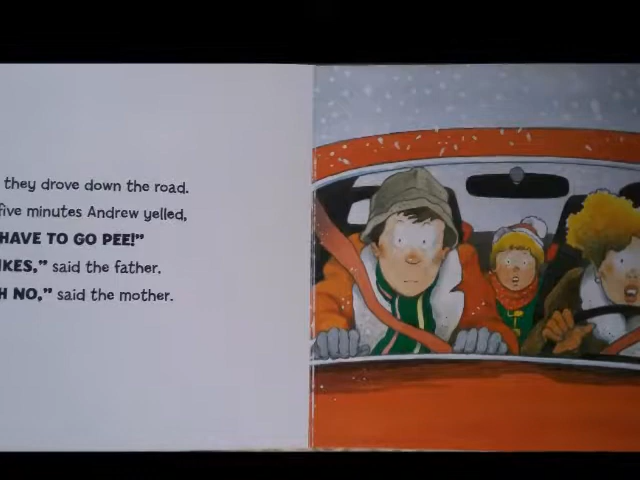 they drove down the road.
five minutes Andrew yelled,
HAVE TO GO PEE!"
IKES," said the father.
H NO," said the mother.